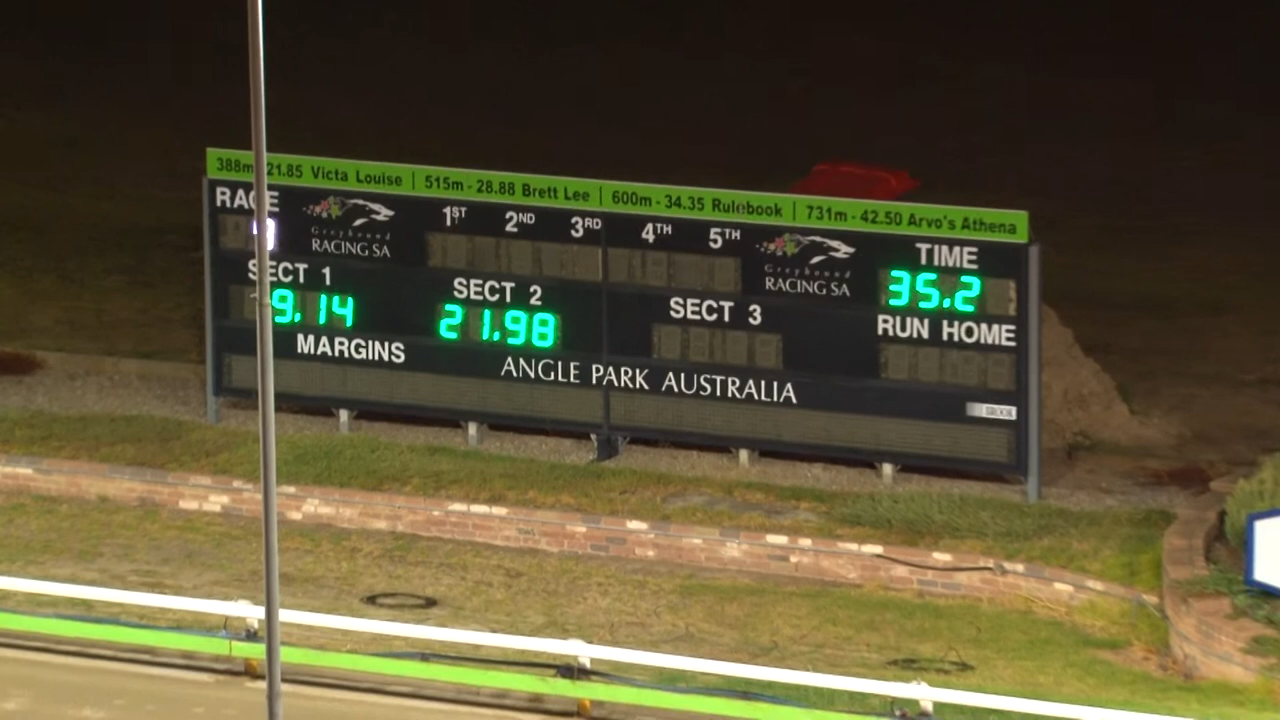 388m - 21.85 Victa Louise | 515m - 28.88 Brett Lee | 600m - 34.35 Rulebook | 731m - 42.50 Arvo's Athena
RACE
Greyhound
RACING SA
1ST 2ND 3RD 4TH 5TH
Greyhound
RACING SA
TIME
35.2
SECT 1
9.14
SECT 2
21.98
SECT 3
RUN HOME
MARGINS
ANGLE PARK AUSTRALIA